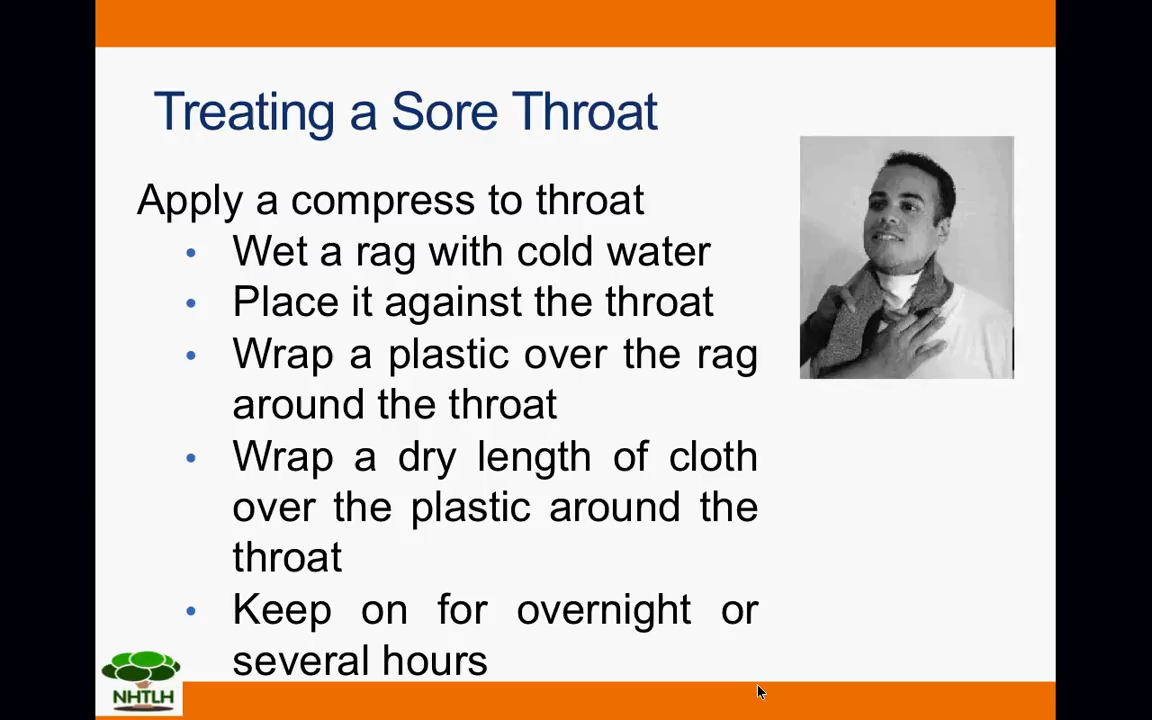 Treating a Sore Throat
Apply a compress to throat
• Wet a rag with cold water
• Place it against the throat
• Wrap a plastic over the rag
around the throat
• Wrap a dry length of cloth
over the plastic around the
throat
• Keep on for overnight or
several hours
NHTLH